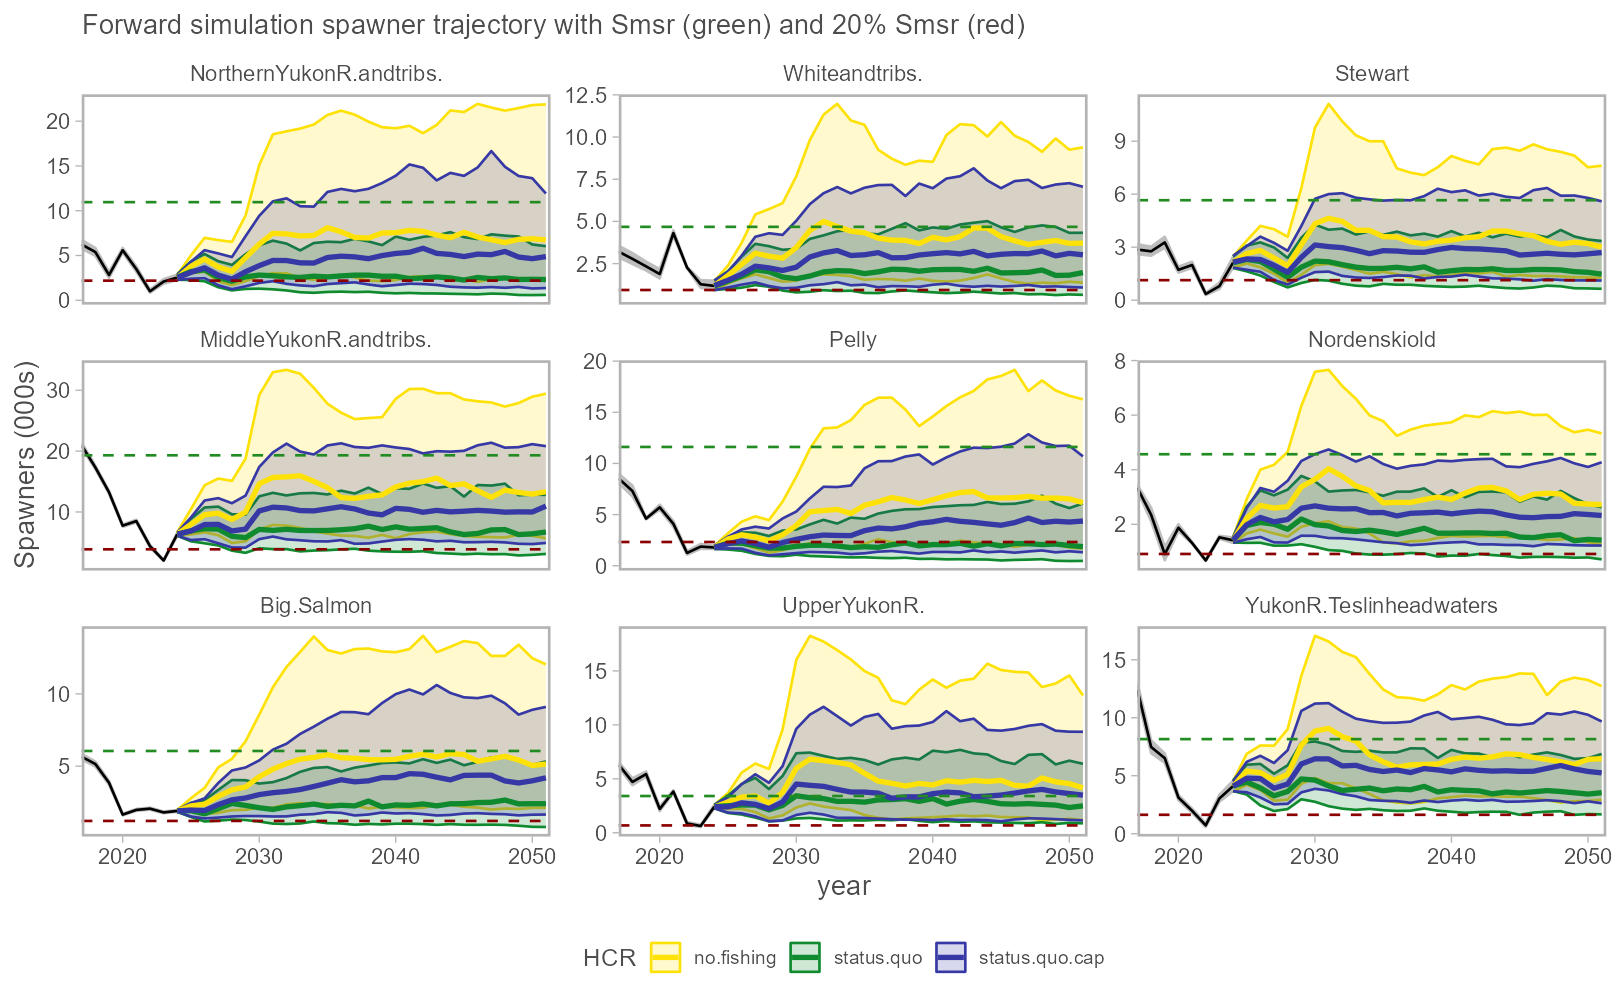 Forward simulation spawner trajectory with Smsr (green) and 20% Smsr (red)
NorthernYukonR.andtribs.
Whiteandtribs.
Stewart
20
15
10
5
0
12.5
10.0
7.5
5.0
2.5
9
6
3
0
MiddleYukonR.andtribs.
Pelly
Nordenskiold
30
20
10
20
15
10
5
0
8
6
4
2
Spawners (000s)
Big.Salmon
UpperYukonR.
YukonR.Teslinheadwaters
10
5
15
10
5
0
15
10
5
0
2020 2030 2040 2050
2020 2030 2040 2050
2020 2030 2040 2050
year
HCR no.fishing status.quo status.quo.cap